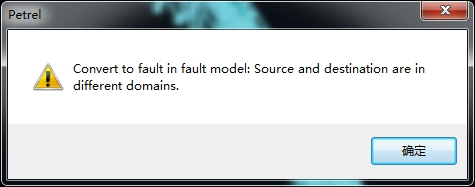 Petrel
Convert to fault in fault model: Source and destination are in
different domains.
确定